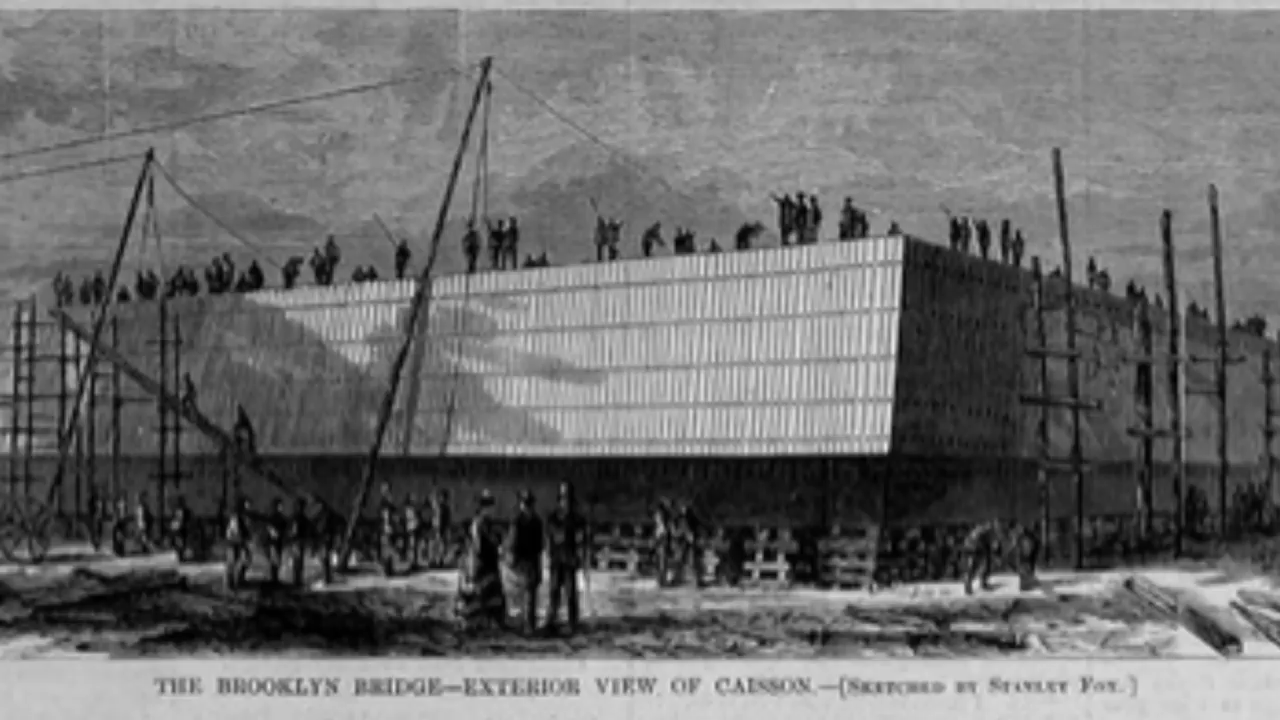 THE BROOKLYN BRIDGE—EXTERIOR VIEW OF CAISSON.—[Sketched by Stanley Fox.]